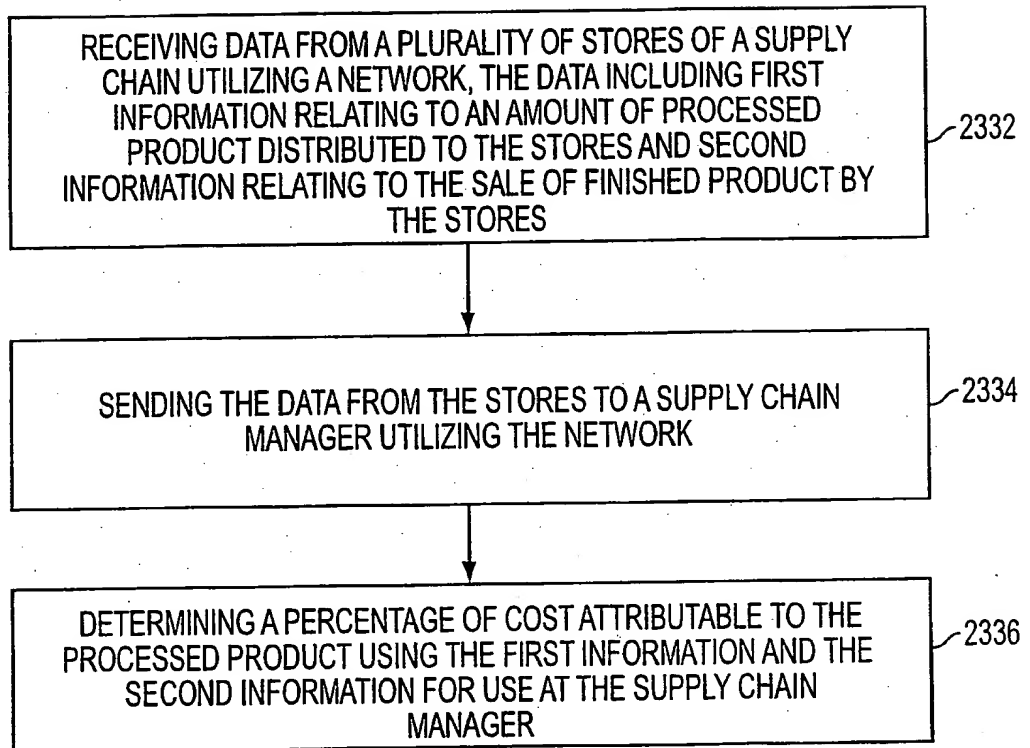 RECEIVING DATA FROM A PLURALITY OF STORES OF A SUPPLY
CHAIN UTILIZING A NETWORK, THE DATA INCLUDING FIRST
INFORMATION RELATING TO AN AMOUNT OF PROCESSED
PRODUCT DISTRIBUTED TO THE STORES AND SECOND
INFORMATION RELATING TO THE SALE OF FINISHED PRODUCT BY
THE STORES
2332
SENDING THE DATA FROM THE STORES TO A SUPPLY CHAIN
MANAGER UTILIZING THE NETWORK
2334
DETERMINING A PERCENTAGE OF COST ATTRIBUTABLE TO THE
PROCESSED PRODUCT USING THE FIRST INFORMATION AND THE
SECOND INFORMATION FOR USE AT THE SUPPLY CHAIN
MANAGER
2336